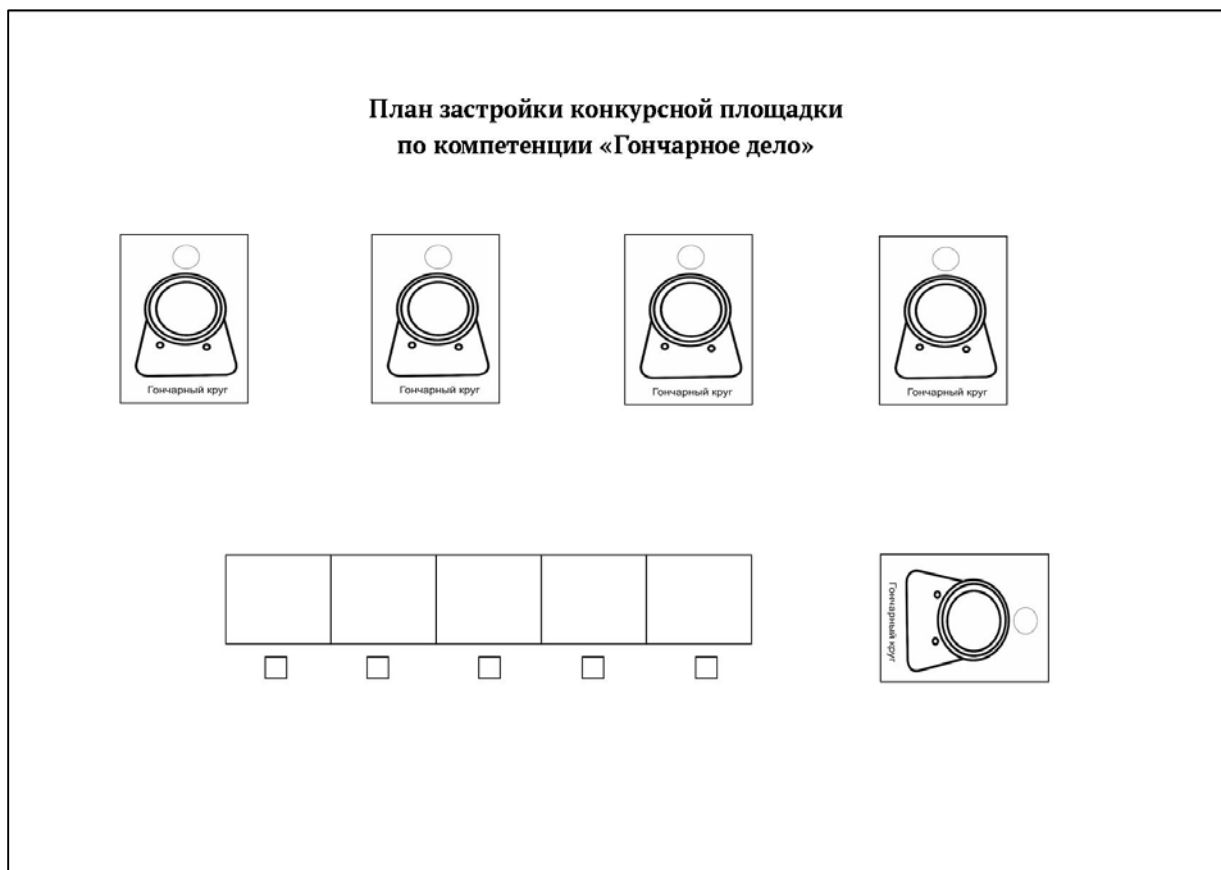 План застройки конкурсной площадки
по компетенции «Гончарное дело»
Гончарный круг
Гончарный круг
Гончарный круг
Гончарный круг
Гончарный круг